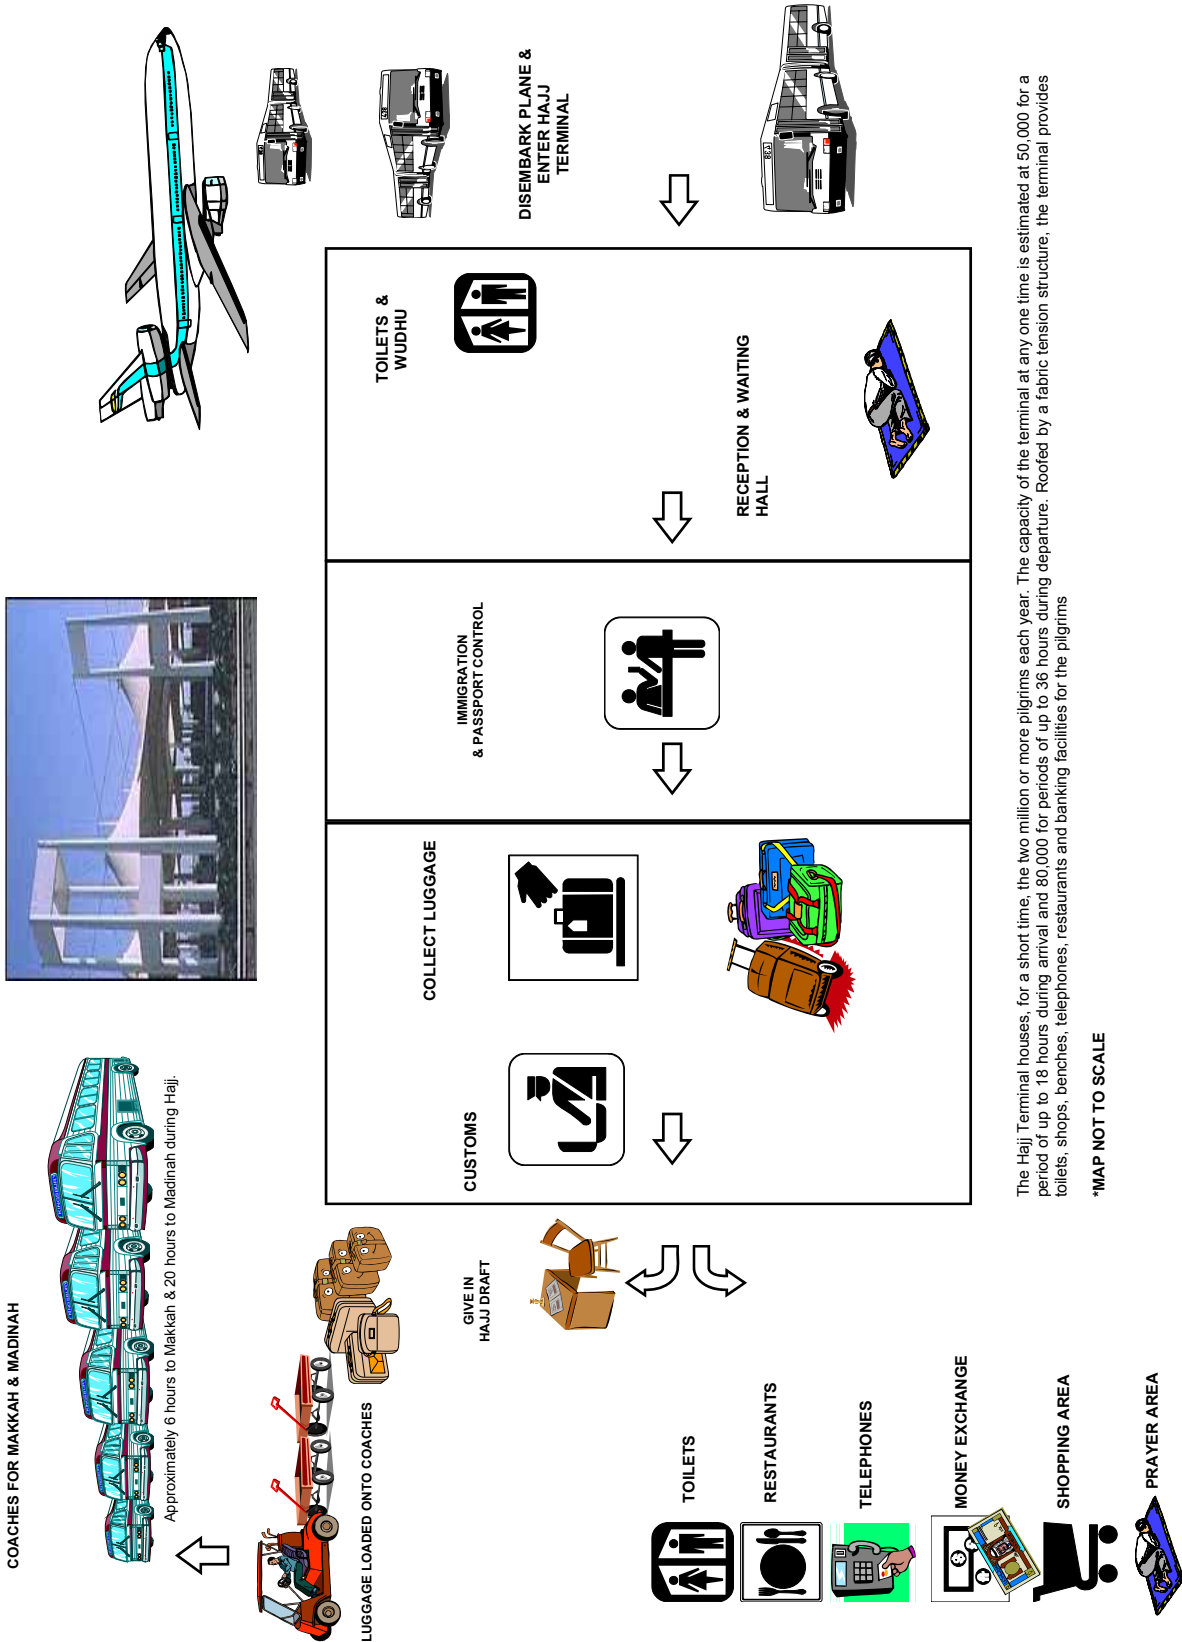 COACHES FOR MAKKAH & MADINAH
Approximately 6 hours to Makkah & 20 hours to Madinah during Hajj.
LUGGAGE LOADED ONTO COACHES
GIVE IN
HAJJ DRAFT
CUSTOMS
COLLECT LUGGAGE
IMMIGRATION
& PASSPORT CONTROL
TOILETS &
WUDHU
RECEPTION & WAITING
HALL
DISEMBARK PLANE &
ENTER HAJJ
TERMINAL
TOILETS
RESTAURANTS
TELEPHONES
MONEY EXCHANGE
SHOPPING AREA
PRAYER AREA
The Hajj Terminal houses, for a short time, the two million or more pilgrims each year. The capacity of the terminal at any one time is estimated at 50,000 for a
period of up to 18 hours during arrival and 80,000 for periods of up to 36 hours during departure. Roofed by a fabric tension structure, the terminal provides
toilets, shops, benches, telephones, restaurants and banking facilities for the pilgrims
*MAP NOT TO SCALE